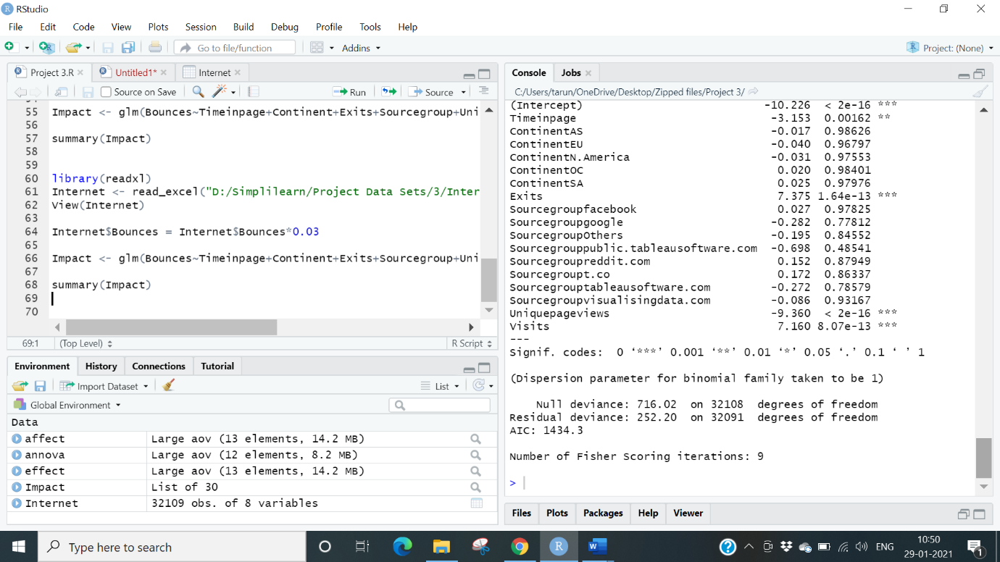 RStudio
File Edit Code View Plots Session Build Debug Profile Tools Help
Go to file/function Addins Project: (None)
Project 3.R Untitled1* Internet
Source on Save Run Source
55 Impact <- glm(Bounces~Timeinpage+Continent+Exits+Sourcegroup+Uni
56
57 summary(Impact)
58
59
60 library(readxl)
61 Internet <- read_excel("D:/Simplilearn/Project Data Sets/3/Inter
62 View(Internet)
63
64 Internet$Bounces = Internet$Bounces*0.03
65
66 Impact <- glm(Bounces~Timeinpage+Continent+Exits+Sourcegroup+Uni
67
68 summary(Impact)
69
70
69:1 (Top Level) R Script
Environment History Connections Tutorial
Import Dataset List
Global Environment
Data
affect Large aov (13 elements, 14.2 MB)
annova Large aov (12 elements, 8.2 MB)
effect Large aov (13 elements, 14.2 MB)
Impact List of 30
Internet 32109 obs. of 8 variables
Console Jobs
C:/Users/tarun/OneDrive/Desktop/Zipped files/Project 3/
(Intercept) -10.226 < 2e-16 ***
Timeinpage -3.153 0.00162 **
ContinentAS -0.017 0.98626
ContinentEU -0.040 0.96797
ContinentN.America -0.031 0.97553
ContinentOC 0.020 0.98401
ContinentSA 0.025 0.97976
Exits 7.375 1.64e-13 ***
Sourcegroupfacebook 0.027 0.97825
Sourcegroupgoogle -0.282 0.77812
SourcegroupOthers -0.195 0.84552
Sourcegrouppublic.tableausoftware.com -0.698 0.48541
Sourcegroupreddit.com 0.152 0.87949
Sourcegroupt.co 0.172 0.86337
Sourcegrouptableausoftware.com -0.272 0.78579
Sourcegroupvisualisingdata.com -0.086 0.93167
Uniquepageviews -9.360 < 2e-16 ***
Visits 7.160 8.07e-13 ***
---
Signif. codes: 0 ‘***’ 0.001 ‘**’ 0.01 ‘*’ 0.05 ‘.’ 0.1 ‘ ’ 1
(Dispersion parameter for binomial family taken to be 1)
Null deviance: 716.02 on 32108 degrees of freedom
Residual deviance: 252.20 on 32091 degrees of freedom
AIC: 1434.3
Number of Fisher Scoring iterations: 9
>
Files Plots Packages Help Viewer
Type here to search
ENG
10:50
29-01-2021
1